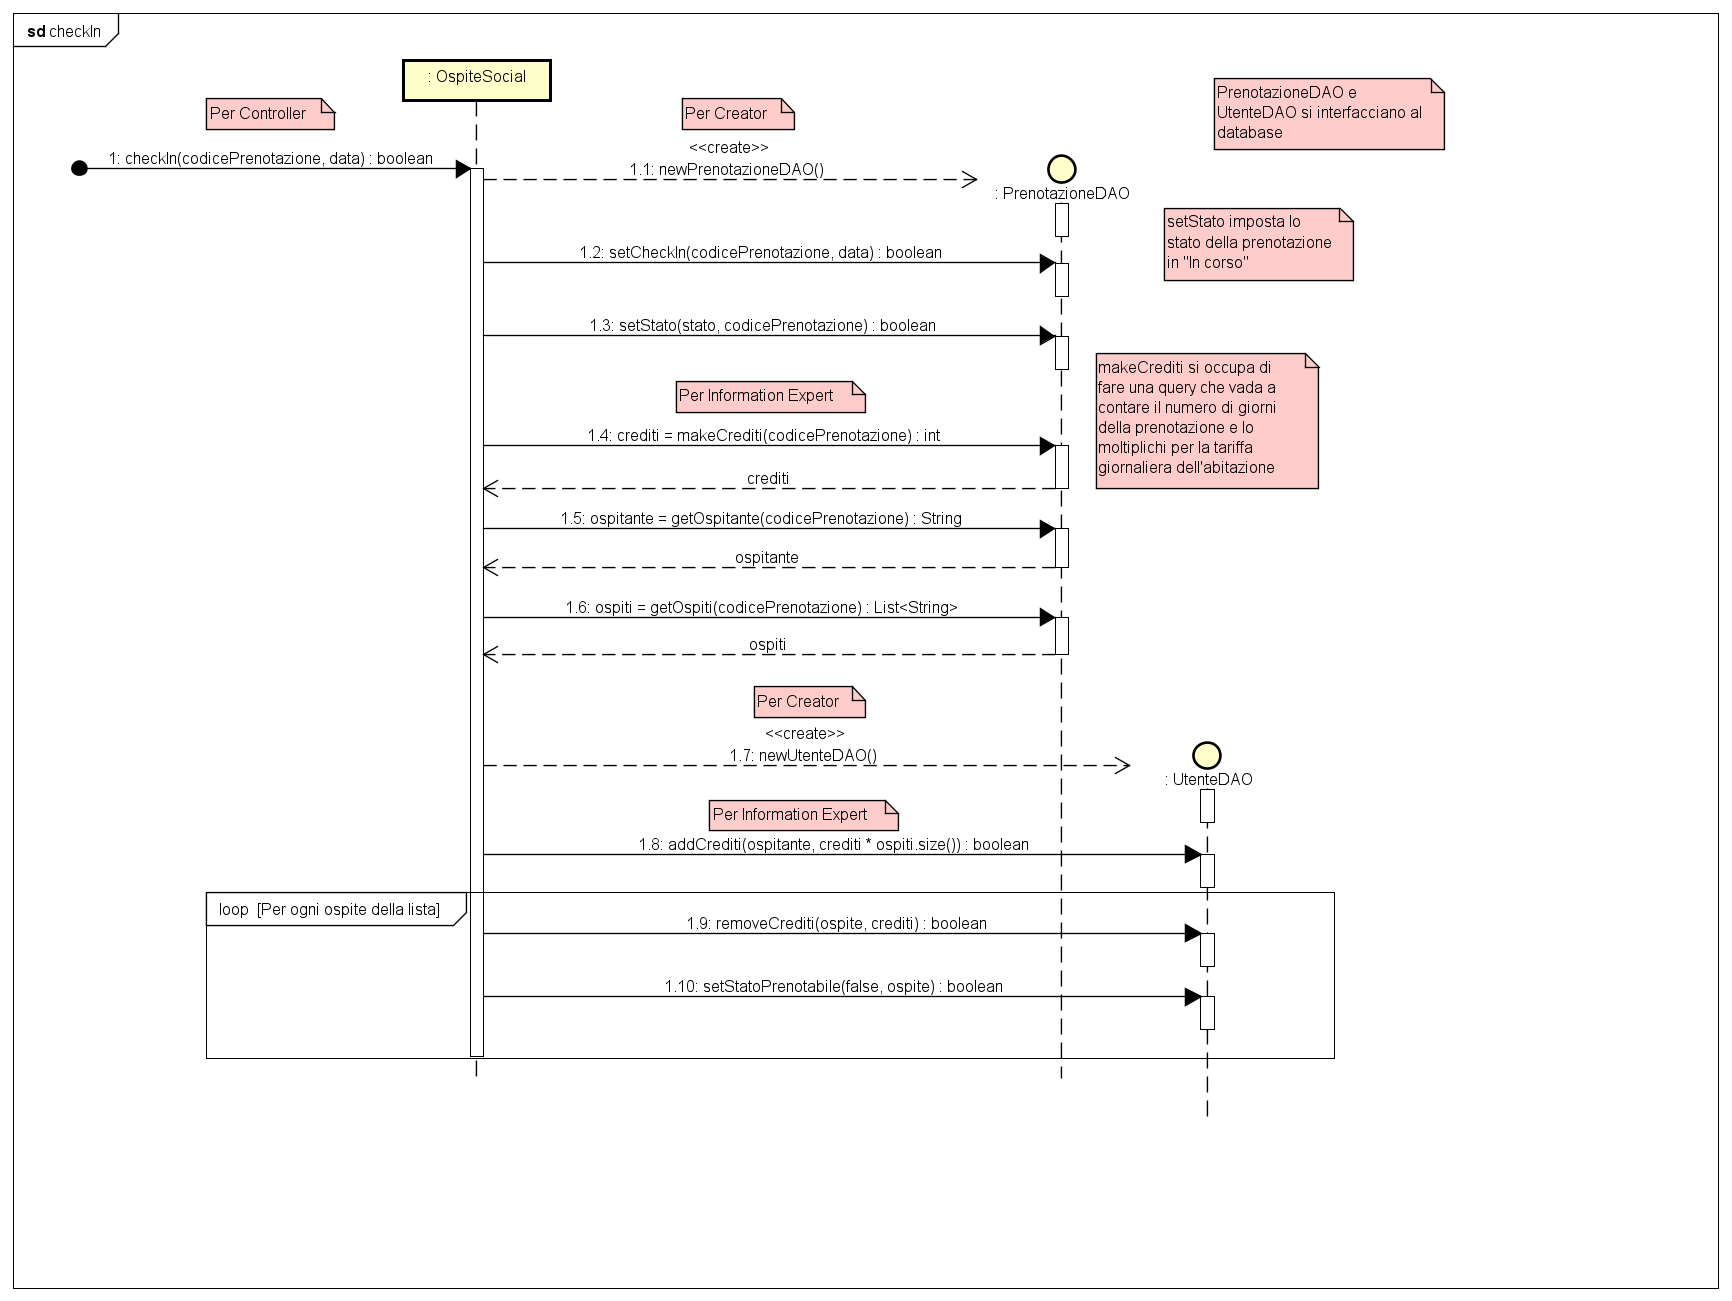 sd checkIn
: OspiteSocial
Per Controller
Per Creator
PrenotazioneDAO e
UtenteDAO si interfacciano al
database
<<create>>
1: checkIn(codicePrenotazione, data) : boolean
1.1: newPrenotazioneDAO()
: PrenotazioneDAO
setStato imposta lo
stato della prenotazione
in "In corso"
1.2: setCheckIn(codicePrenotazione, data) : boolean
1.3: setStato(stato, codicePrenotazione) : boolean
makeCrediti si occupa di
fare una query che vada a
contare il numero di giorni
della prenotazione e lo
moltiplichi per la tariffa
giornaliera dell'abitazione
Per Information Expert
1.4: crediti = makeCrediti(codicePrenotazione) : int
crediti
1.5: ospitante = getOspitante(codicePrenotazione) : String
ospitante
1.6: ospiti = getOspiti(codicePrenotazione) : List<String>
ospiti
Per Creator
<<create>>
1.7: newUtenteDAO()
: UtenteDAO
Per Information Expert
1.8: addCrediti(ospitante, crediti * ospiti.size()) : boolean
loop [Per ogni ospite della lista]
1.9: removeCrediti(ospite, crediti) : boolean
1.10: setStatoPrenotabile(false, ospite) : boolean